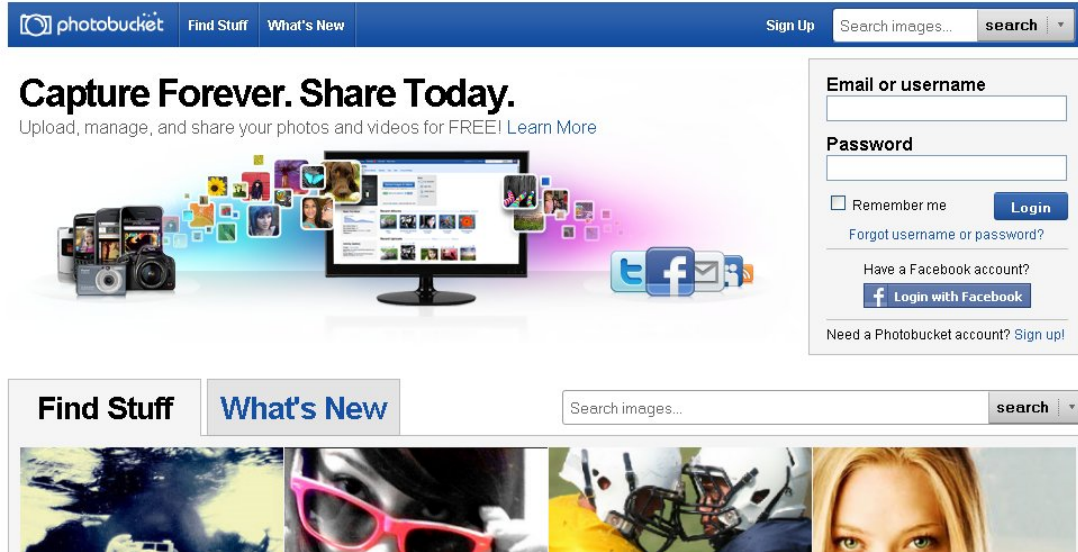 photobucket Find Stuff What's New Sign Up Search images... search
Capture Forever. Share Today.
Upload, manage, and share your photos and videos for FREE! Learn More
Email or username
Password
Remember me Login
Forgot username or password?
Have a Facebook account?
f Login with Facebook
Need a Photobucket account? Sign up!
Find Stuff What's New Search images... search